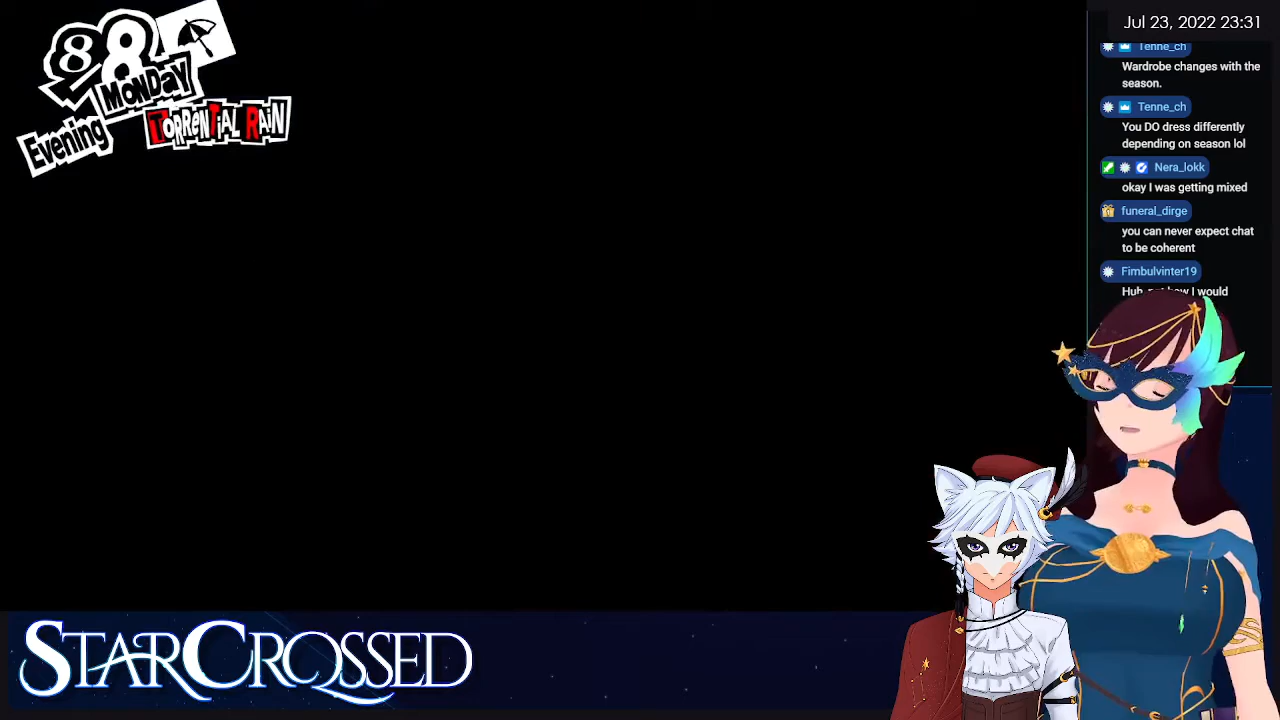 8 8
MONDAY
Evening
TORRENTIAL RAIN
Jul 23, 2022 23:31
Tenne_ch
Wardrobe changes with the
season.
Tenne_ch
You DO dress differently
depending on season lol
Nera_lokk
okay I was getting mixed
funeral_dirge
you can never expect chat
to be coherent
Fimbulvinter19
Huh, I would
STARCROSSED